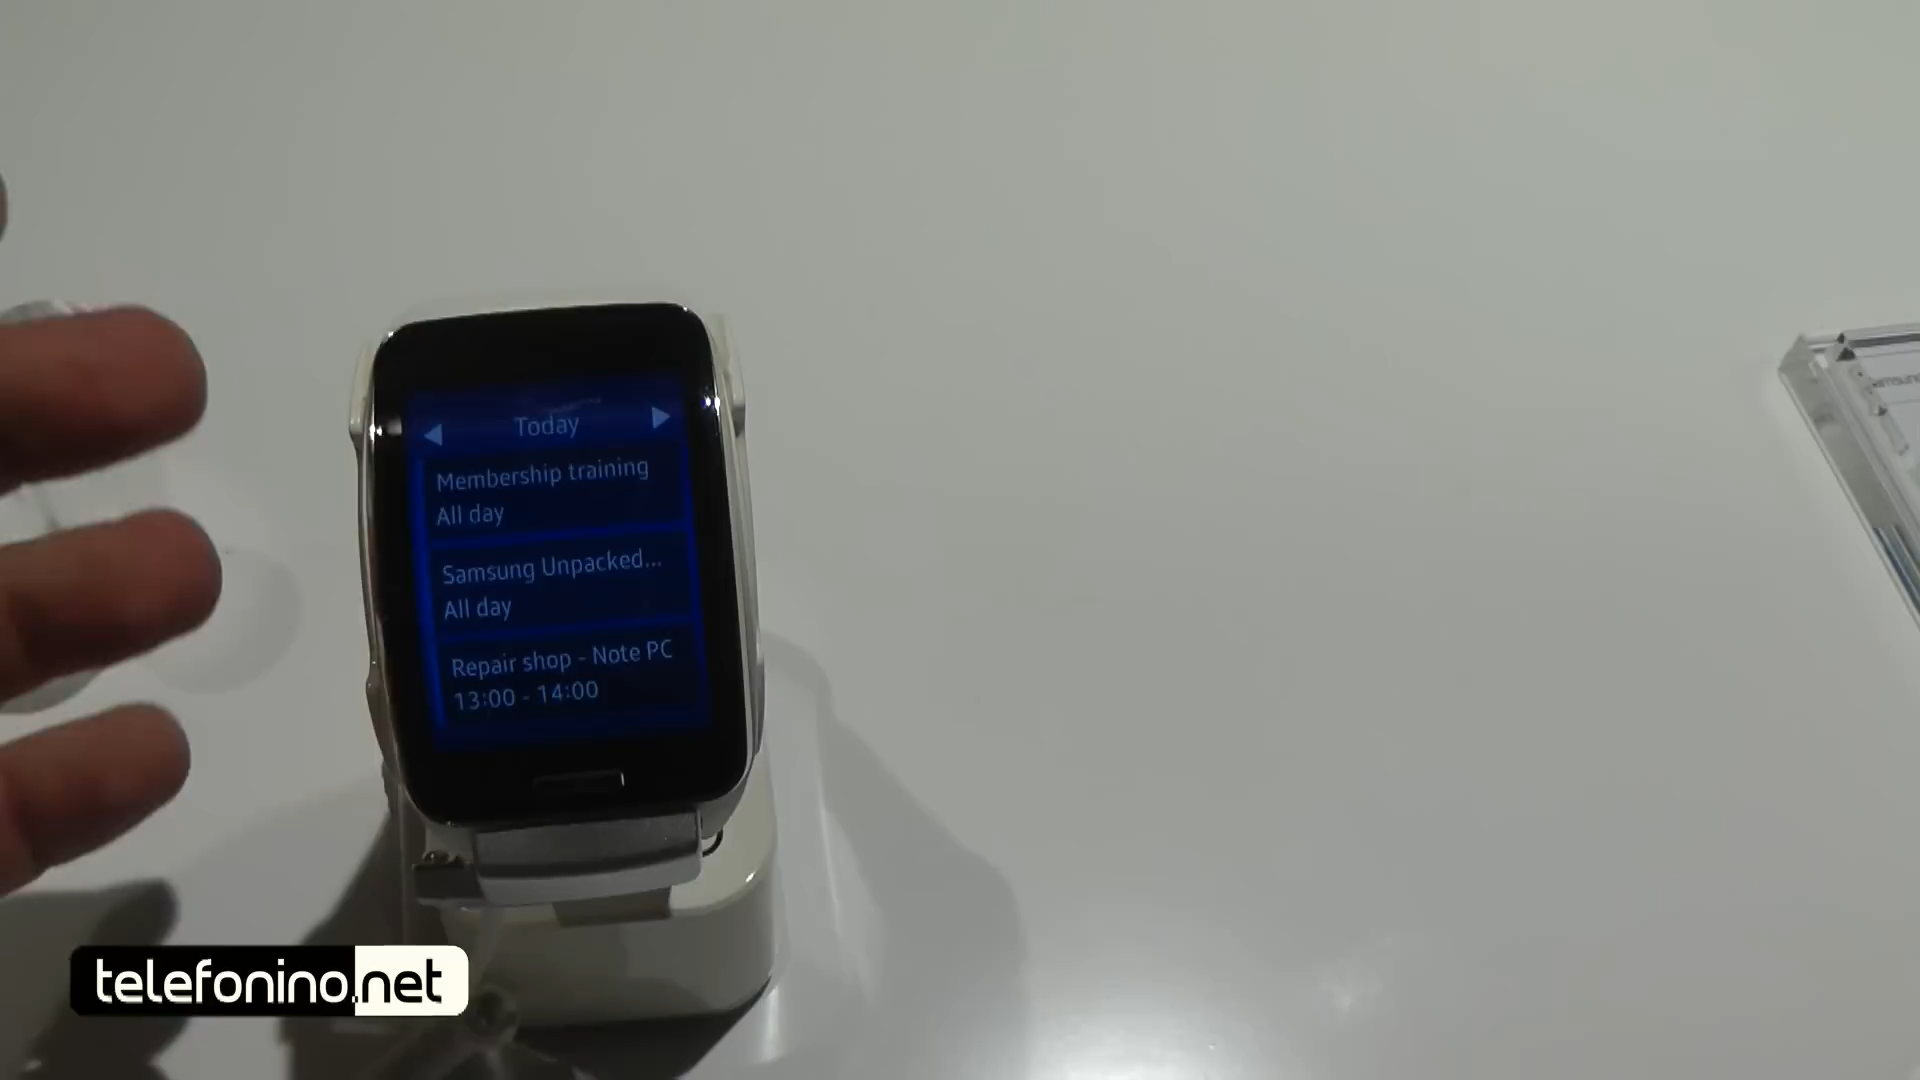 Today
Membership training
All day
Samsung Unpacked...
All day
Repair shop - Note PC
13:00 - 14:00
telefonino.net